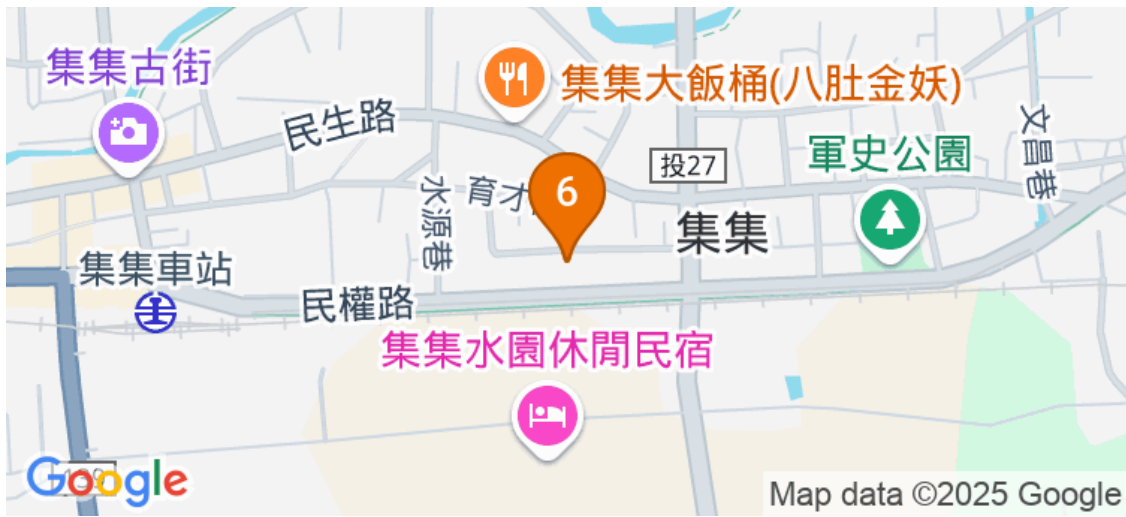 集集古街
集集大飯桶(八肚金妖)
民生路
文昌巷
軍史公園
投27
水源巷
育才
6
集集
集集車站
民權路
集集水園休閒民宿
139
Google
Map data ©2025 Google